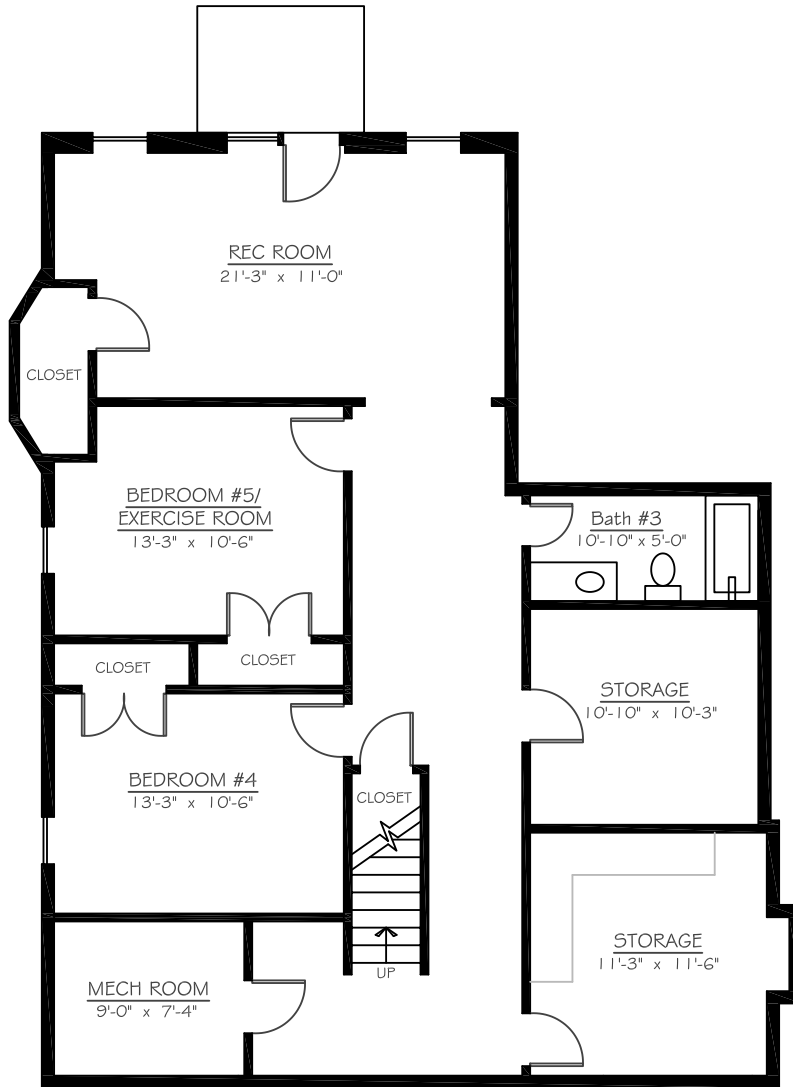 REC ROOM
21'-3" x 11'-0"
CLOSET
BEDROOM #5/
EXERCISE ROOM
13'-3" x 10'-6"
Bath #3
10'-10" x 5'-0"
CLOSET
CLOSET
STORAGE
10'-10" x 10'-3"
BEDROOM #4
13'-3" x 10'-6"
CLOSET
STORAGE
11'-3" x 11'-6"
UP
MECH ROOM
9'-0" x 7'-4"